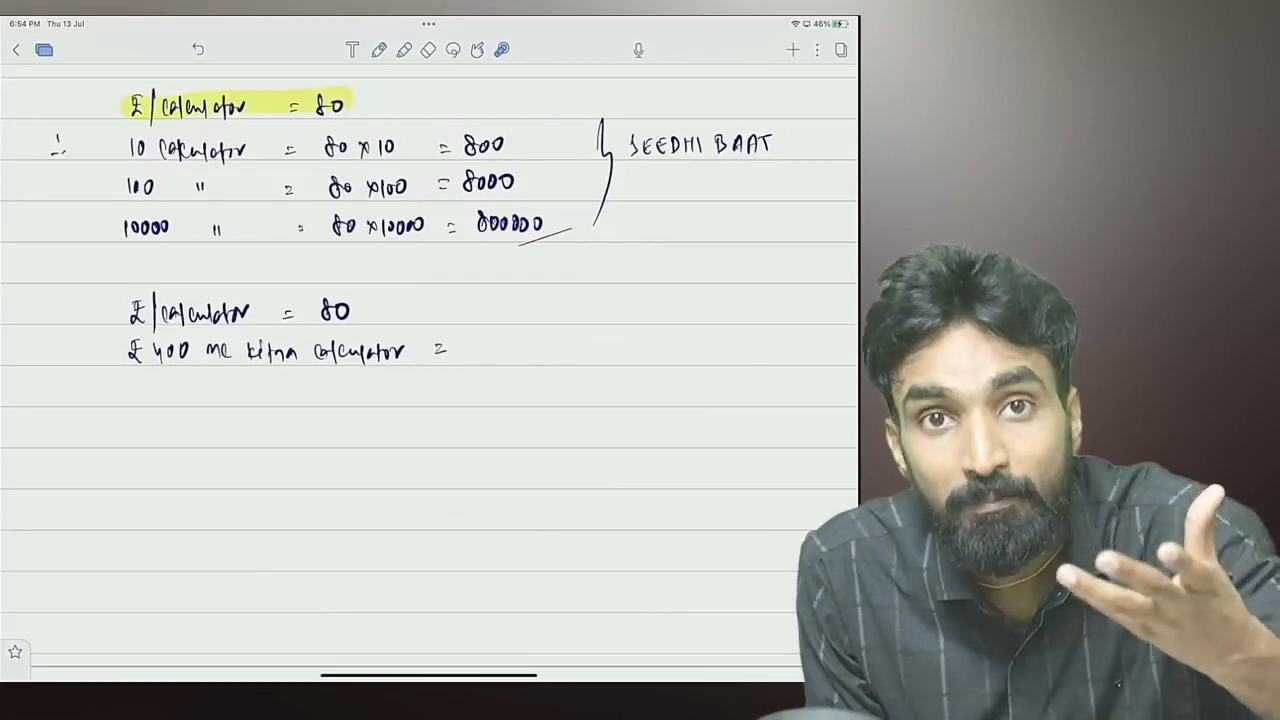 6:54 PM Thu 13 Jul
46%
₹/calculator = 80
∴ 10 calculator = 80 × 10 = 800
SEEDHI BAAT
100 " = 80 × 100 = 8000
10000 " = 80 × 10000 = 800000
₹/calculator = 80
₹ 400 me kitna calculator =